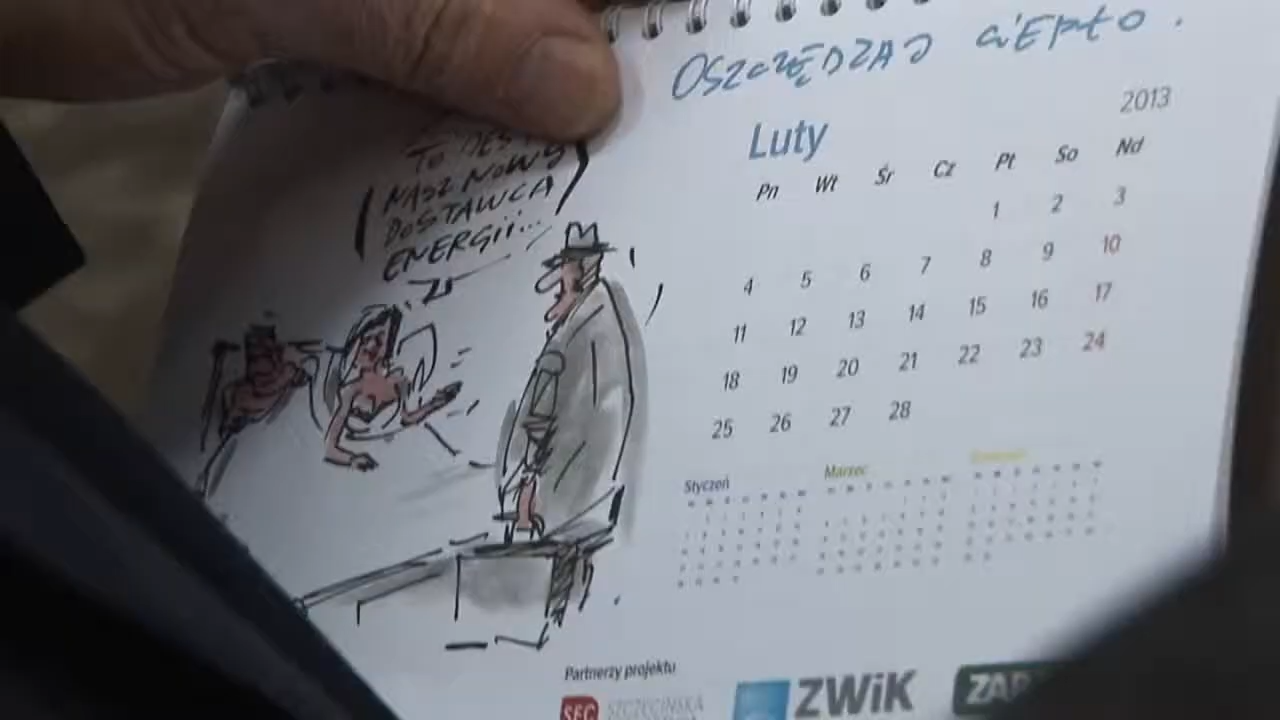 OSZCZĘDZAJ CIEPŁO.
TO JEST
NASZ NOWY
DOSTAWCA
ENERGII...
2013
Luty
Pn Wt Śr Cz Pt So Nd
1 2 3
4 5 6 7 8 9 10
11 12 13 14 15 16 17
18 19 20 21 22 23 24
25 26 27 28
Styczeń Marzec
Partnerzy projektu
SEC SZCZECIŃSKA
ZWiK